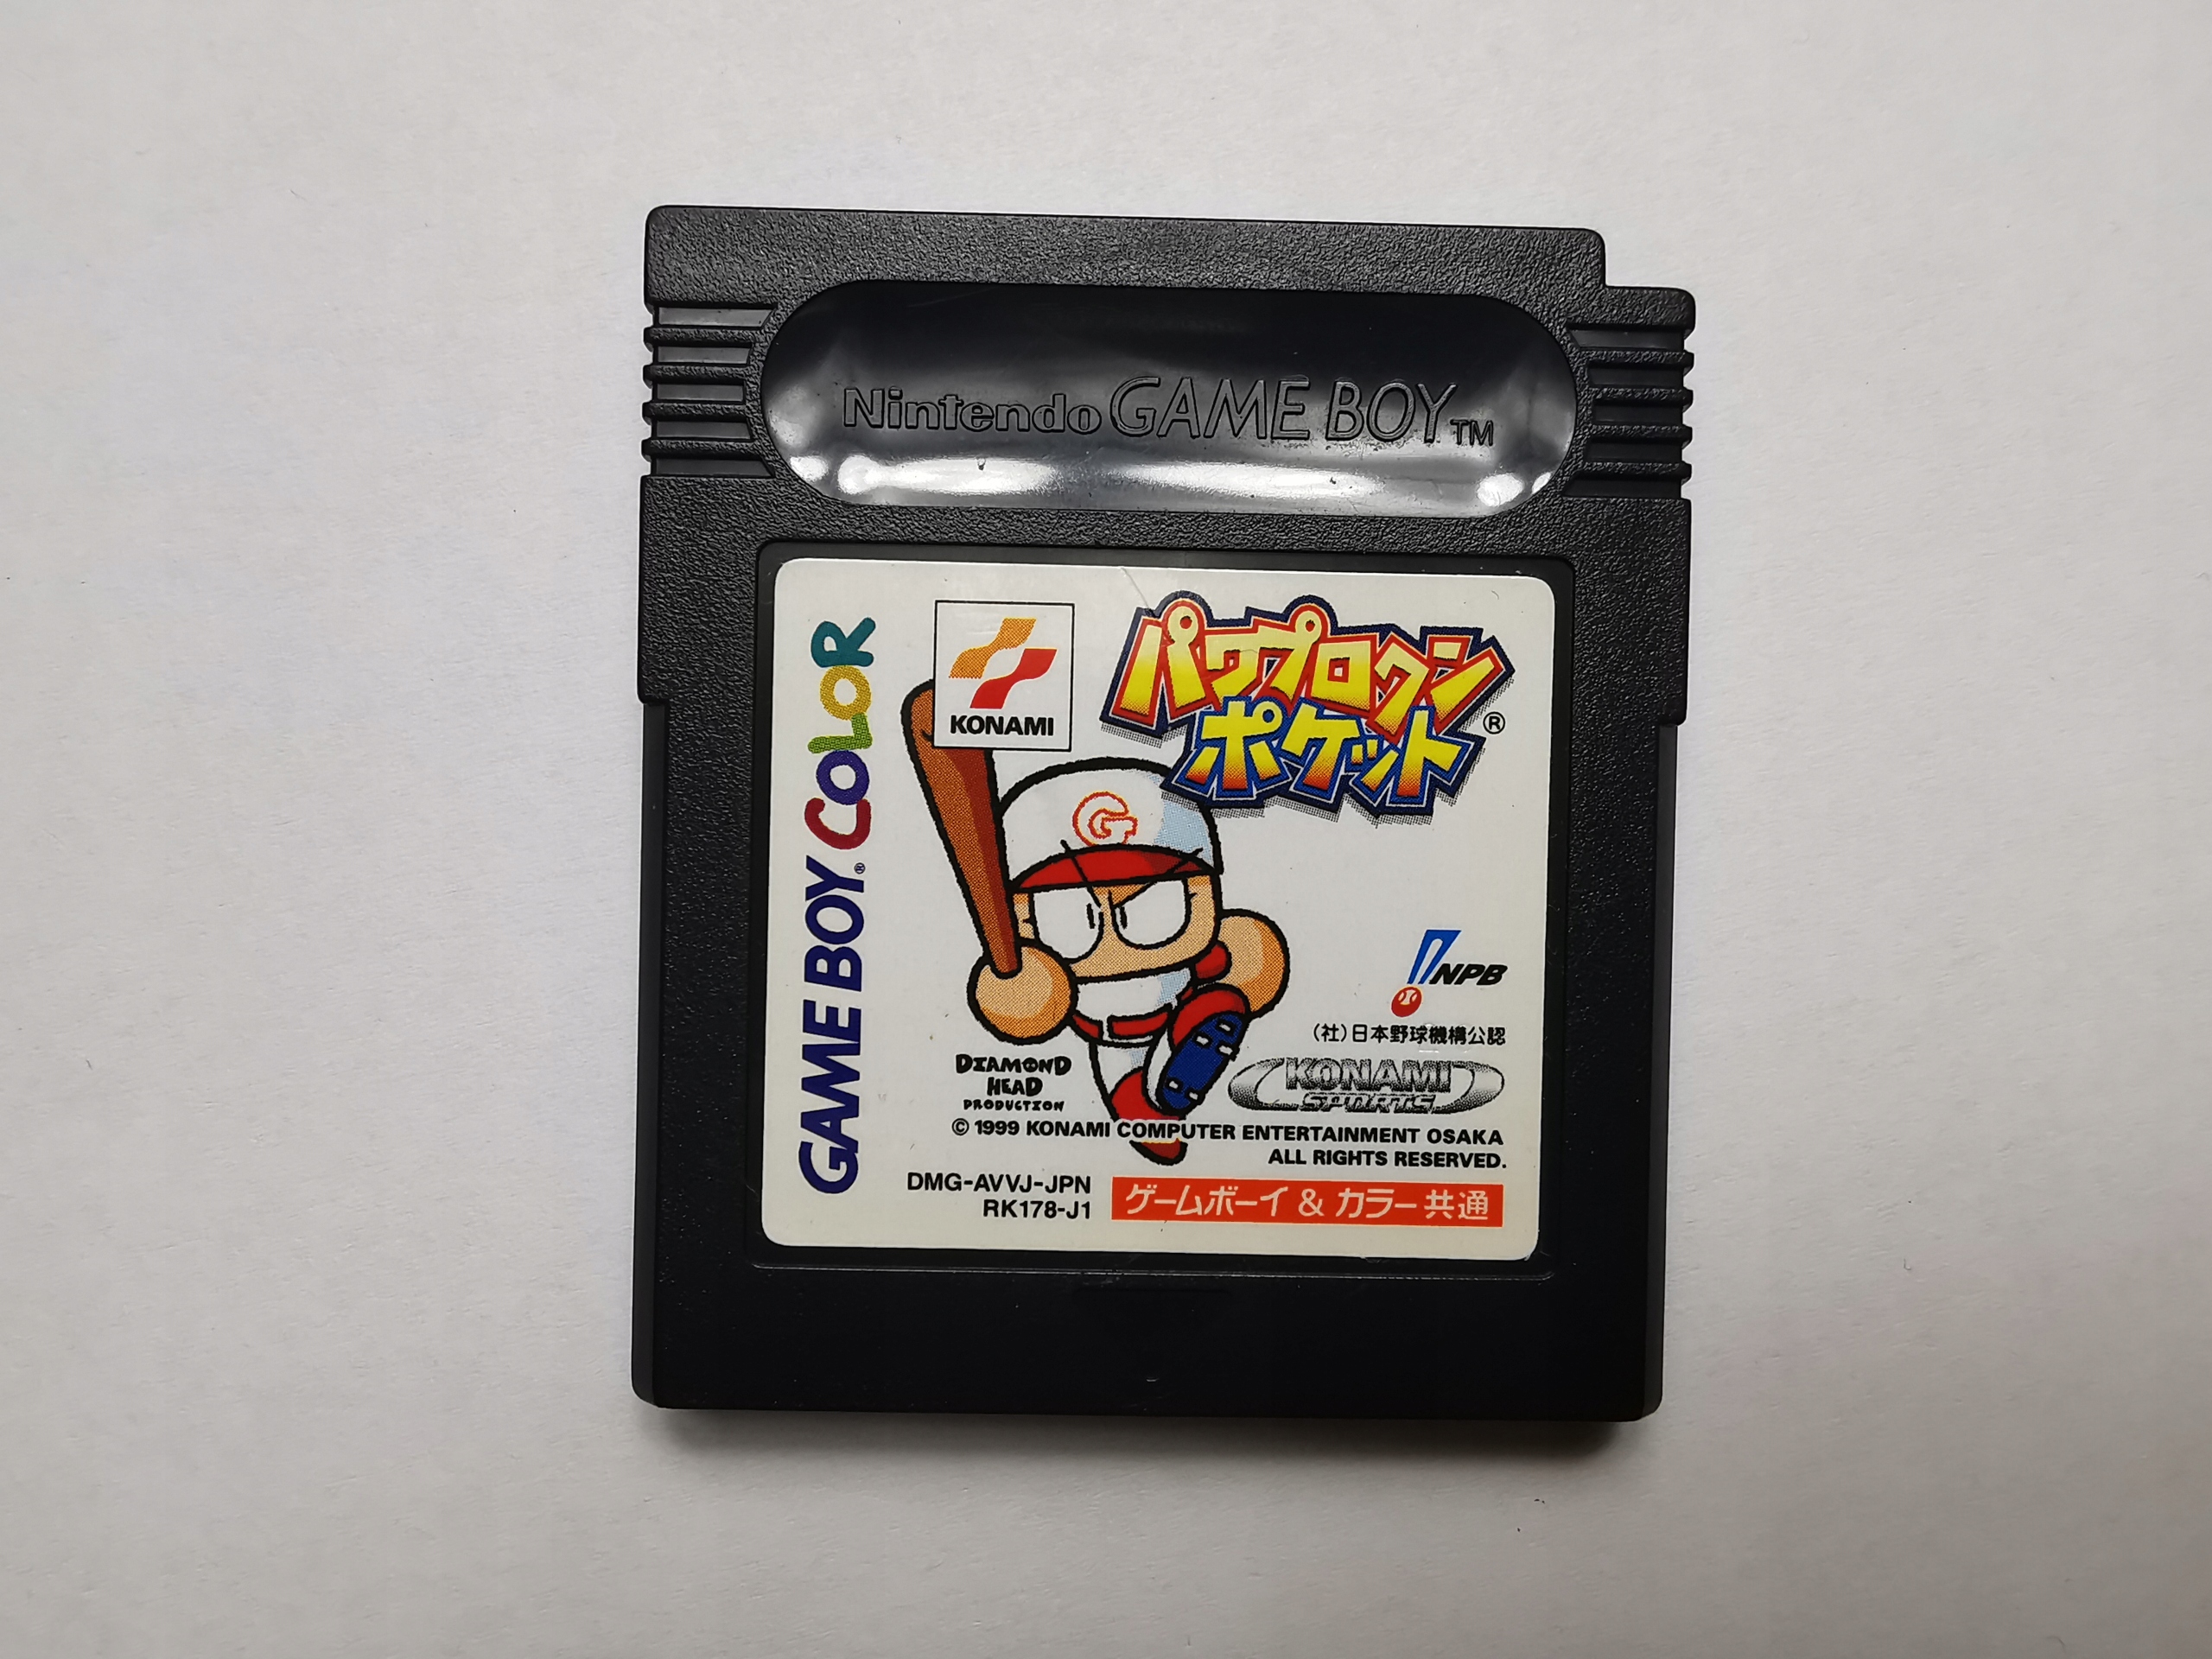 Nintendo GAME BOY™
GAME BOY® COLOR
KONAMI
パワプロクン
ポケット®
G
NPB
(社)日本野球機構公認
DIAMOND
HEAD
PRODUCTION
KONAMI
SPORTS
© 1999 KONAMI COMPUTER ENTERTAINMENT OSAKA
ALL RIGHTS RESERVED.
DMG-AVVJ-JPN
RK178-J1
ゲームボーイ & カラー共通